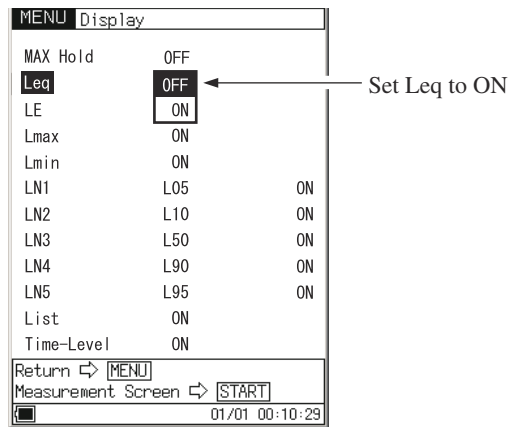 MENU Display
MAX Hold OFF
Leq OFF Set Leq to ON
LE ON
Lmax ON
Lmin ON
LN1 L05 ON
LN2 L10 ON
LN3 L50 ON
LN4 L90 ON
LN5 L95 ON
List ON
Time-Level ON
Return ⇨ MENU
Measurement Screen ⇨ START
01/01 00:10:29